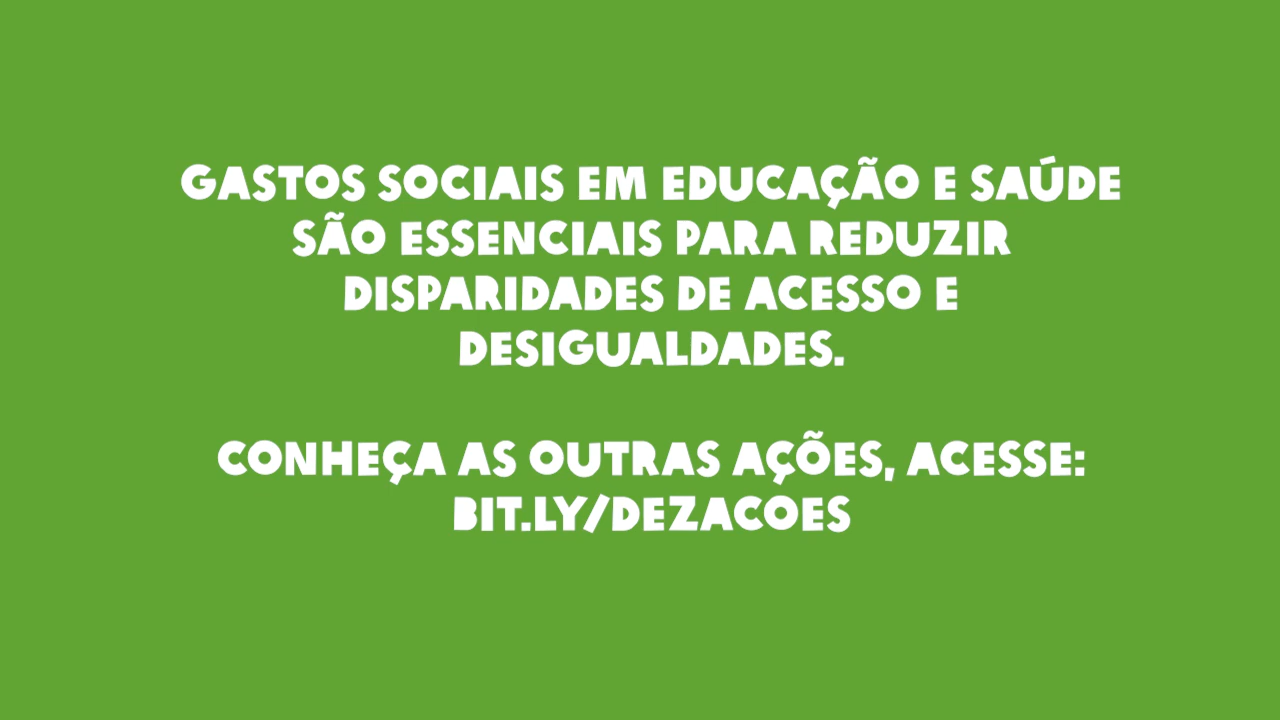 GASTOS SOCIAIS EM EDUCAÇÃO E SAÚDE
SÃO ESSENCIAIS PARA REDUZIR
DISPARIDADES DE ACESSO E
DESIGUALDADES.
CONHEÇA AS OUTRAS AÇÕES, ACESSE:
BIT.LY/DEZACOES